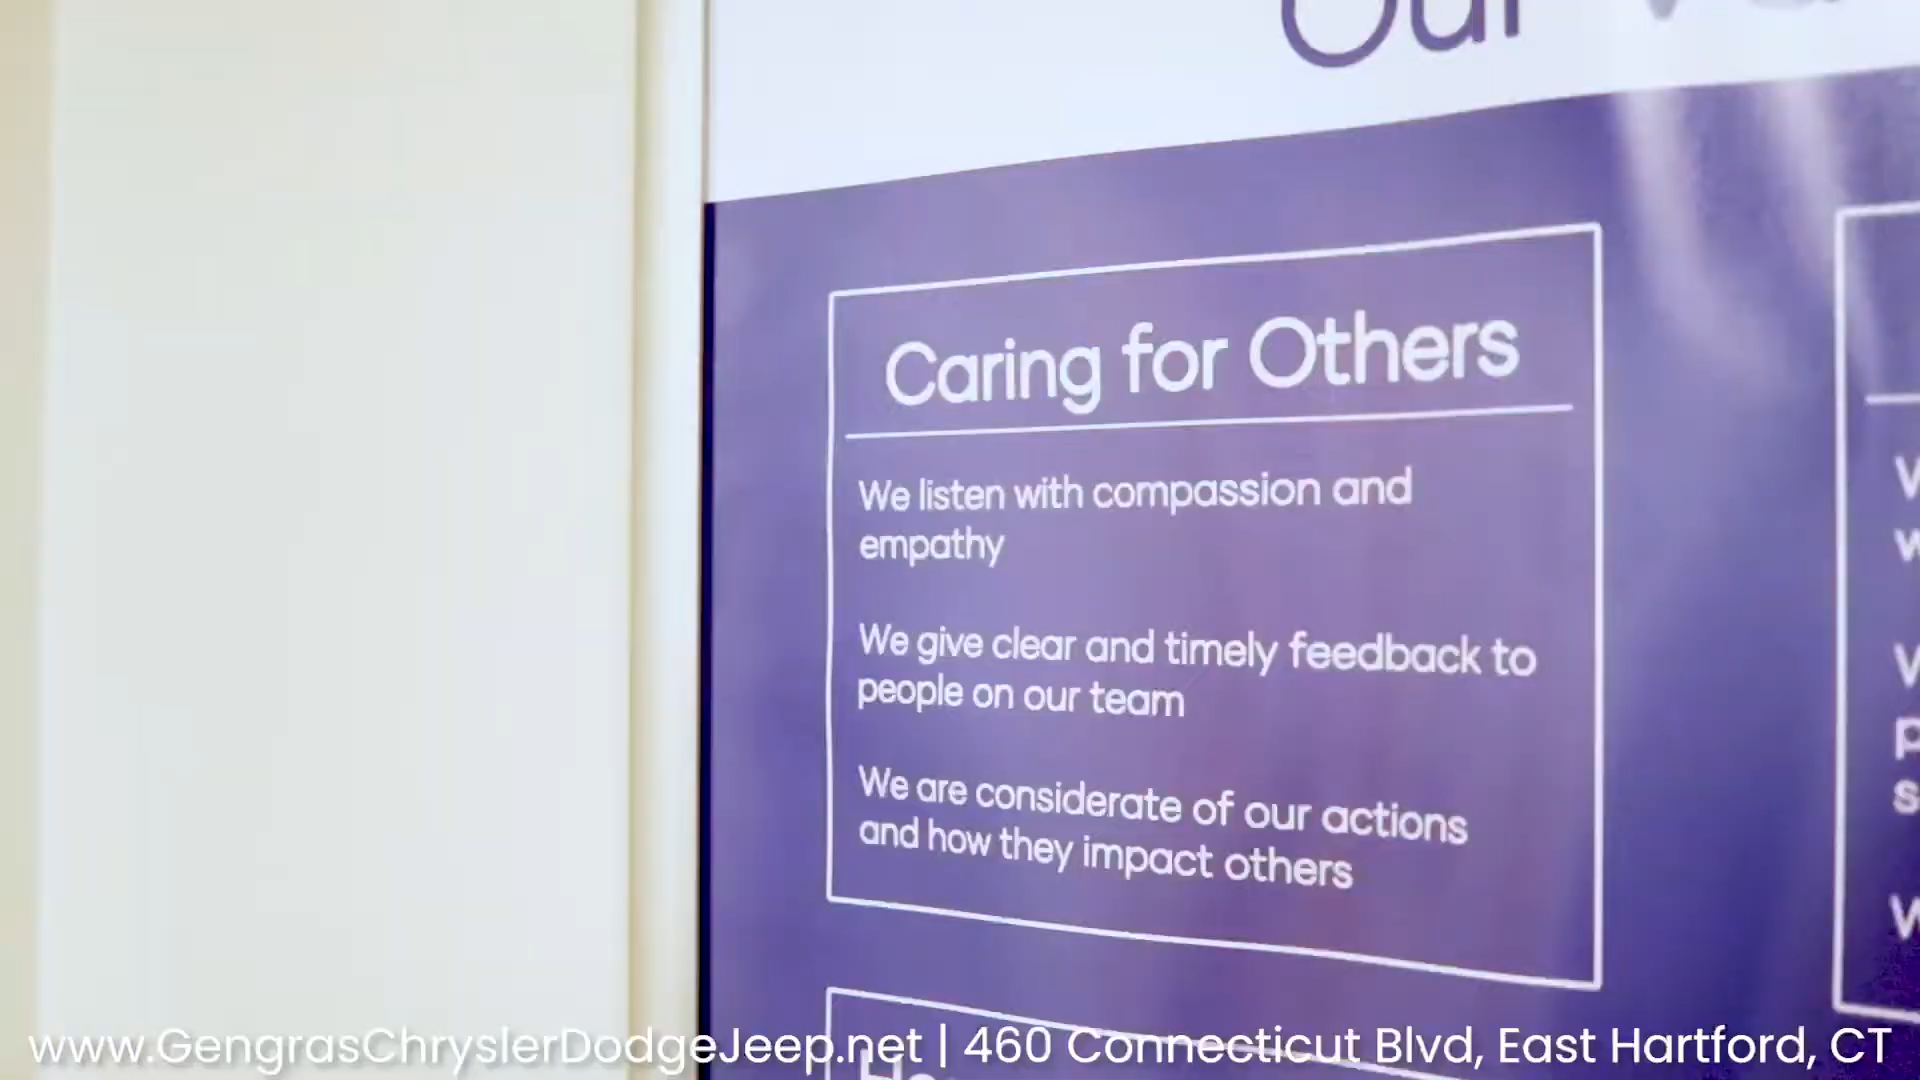 Our
Caring for Others
We listen with compassion and
empathy
We give clear and timely feedback to
people on our team
We are considerate of our actions
and how they impact others
www.GengrasChryslerDodgeJeep.net | 460 Connecticut Blvd, East Hartford, CT